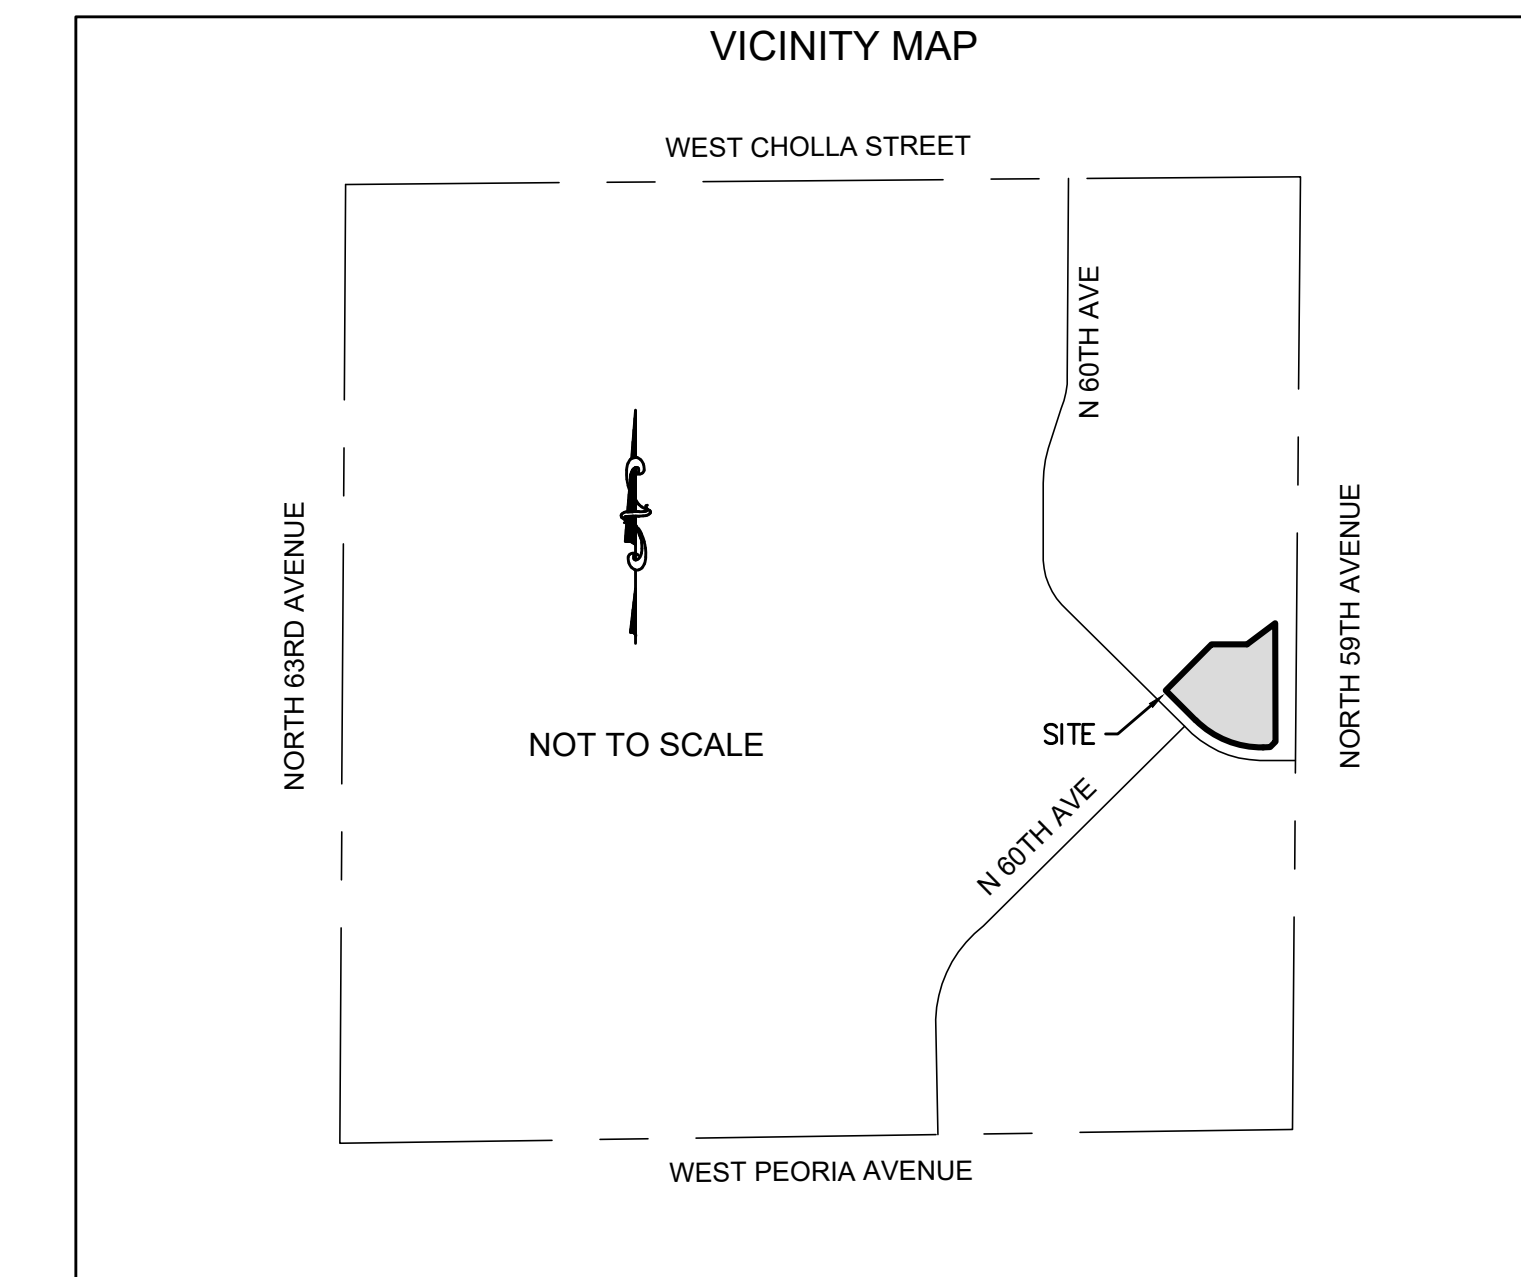 VICINITY MAP
WEST CHOLLA STREET
N 60TH AVE
NORTH 63RD AVENUE
NORTH 59TH AVENUE
SITE
NOT TO SCALE
N 60TH AVE
WEST PEORIA AVENUE